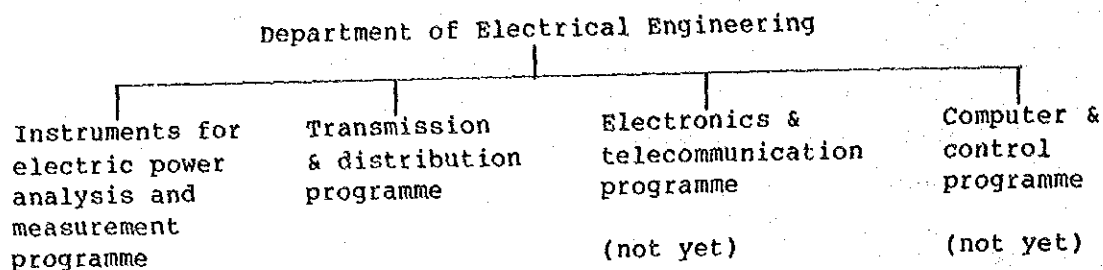 Department of Electrical Engineering
Instruments for
electric power
analysis and
measurement
programme
Transmission
& distribution
programme
Electronics &
telecommunication
programme
(not yet)
Computer &
control
programme
(not yet)